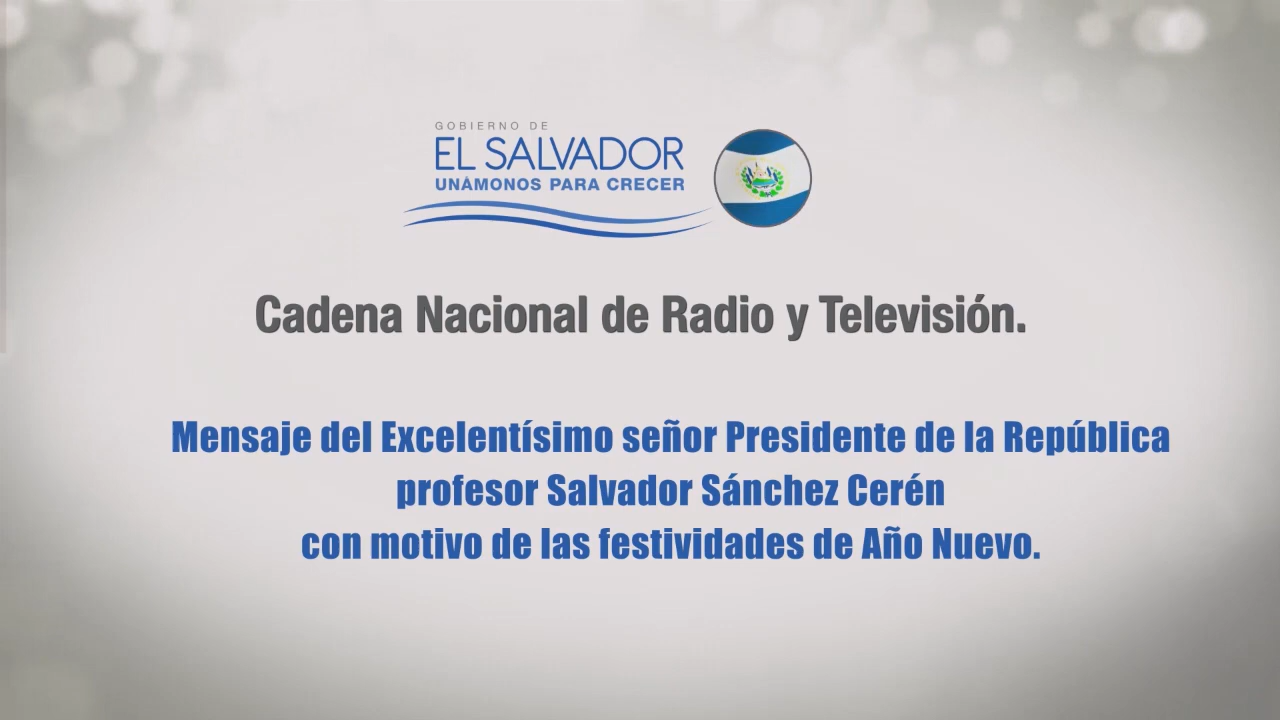 GOBIERNO DE
EL SALVADOR
UNÁMONOS PARA CRECER
Cadena Nacional de Radio y Televisión.
Mensaje del Excelentísimo señor Presidente de la República
profesor Salvador Sánchez Cerén
con motivo de las festividades de Año Nuevo.